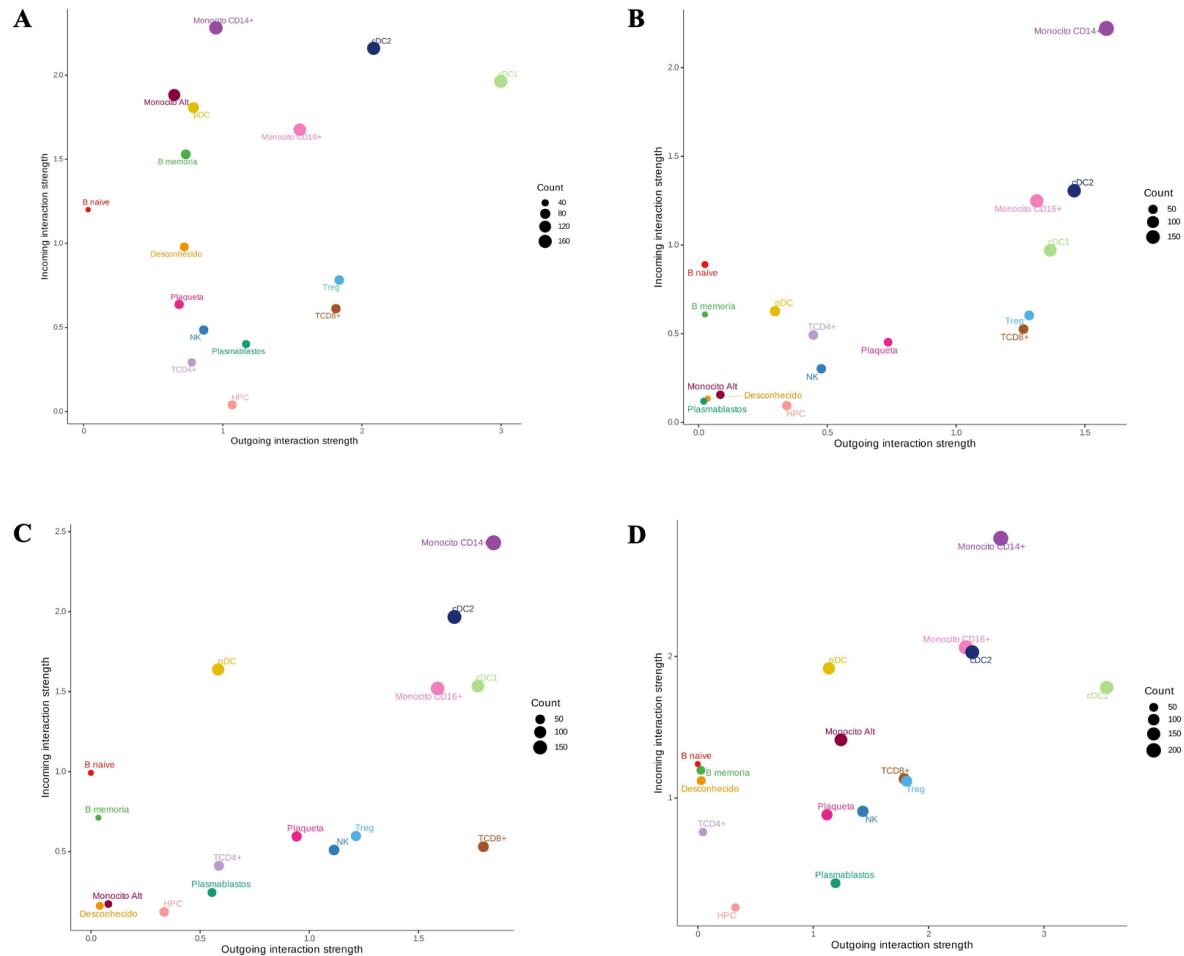 A
Monocito CD14+
cDC2
cDC1
Monocito Alt
pDC
Monocito CD16+
B memoria
B naive
Desconhecido
Treg
Plaqueta
TCD8+
NK
Plasmablastos
TCD4+
HPC
2.0
1.5
1.0
0.5
0.0
Incoming interaction strength
0
1
2
3
Outgoing interaction strength
Count
40
80
120
160
B
Monocito CD14+
cDC2
Monocito CD16+
cDC1
B naive
B memoria
pDC
TCD4+
Treg
TCD8+
Plaqueta
NK
Monocito Alt
Desconhecido
Plasmablastos
HPC
2.0
1.5
1.0
0.5
0.0
Incoming interaction strength
0.0
0.5
1.0
1.5
Outgoing interaction strength
Count
50
100
150
C
Monocito CD14+
cDC2
pDC
cDC1
Monocito CD16+
B naive
B memoria
Plaqueta
Treg
NK
TCD8+
TCD4+
Plasmablastos
Monocito Alt
HPC
Desconhecido
2.5
2.0
1.5
1.0
0.5
Incoming interaction strength
0.0
0.5
1.0
1.5
Outgoing interaction strength
Count
50
100
150
D
Monocito CD14+
Monocito CD16+
cDC2
pDC
cDC1
Monocito Alt
B naive
B memoria
Desconhecido
TCD8+
Treg
Plaqueta
NK
TCD4+
Plasmablastos
HPC
2
1
Incoming interaction strength
0
1
2
3
Outgoing interaction strength
Count
50
100
150
200